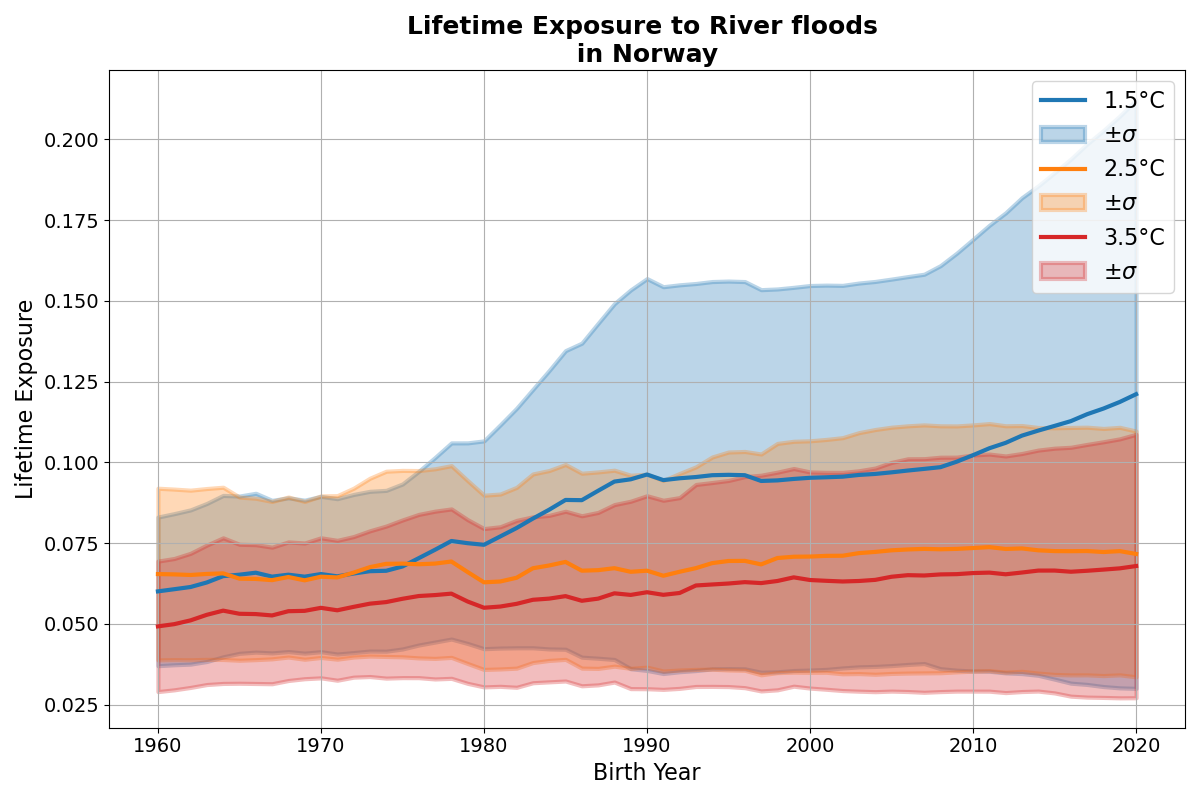 Lifetime Exposure to River floods
in Norway
Lifetime Exposure
0.200
0.175
0.150
0.125
0.100
0.075
0.050
0.025
1960 1970 1980 1990 2000 2010 2020
Birth Year
1.5°C
±σ
2.5°C
±σ
3.5°C
±σ